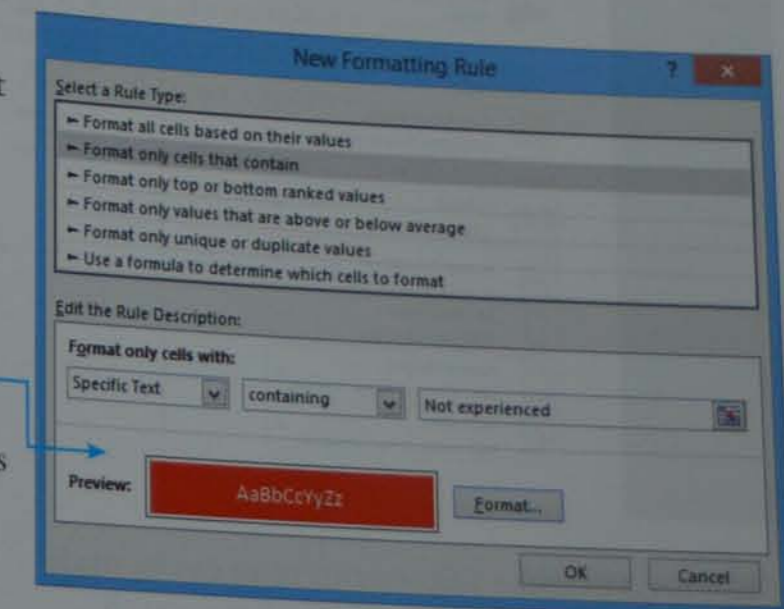 New Formatting Rule ? ×
Select a Rule Type:
► Format all cells based on their values
► Format only cells that contain
► Format only top or bottom ranked values
► Format only values that are above or below average
► Format only unique or duplicate values
► Use a formula to determine which cells to format
Edit the Rule Description:
Format only cells with:
Specific Text containing Not experienced
Preview: AaBbCcYyZz Format...
OK Cancel